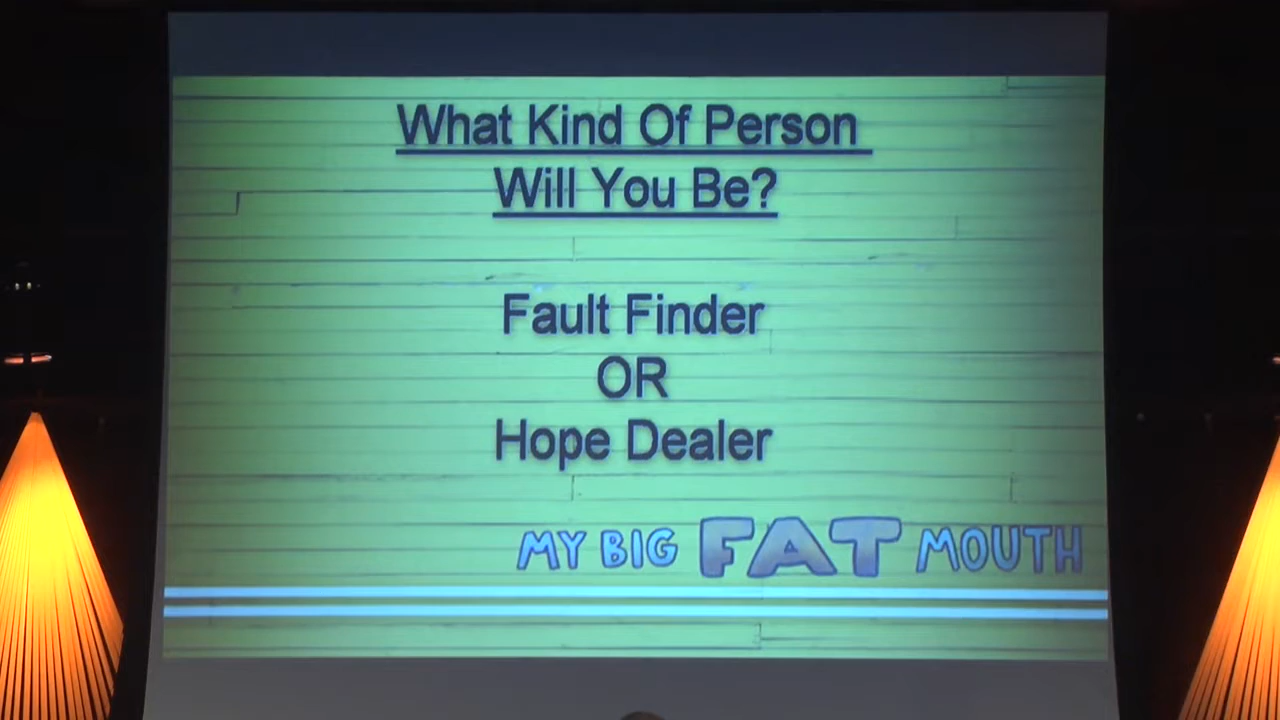 What Kind Of Person
Will You Be?
Fault Finder
OR
Hope Dealer
MY BIG FAT MOUTH